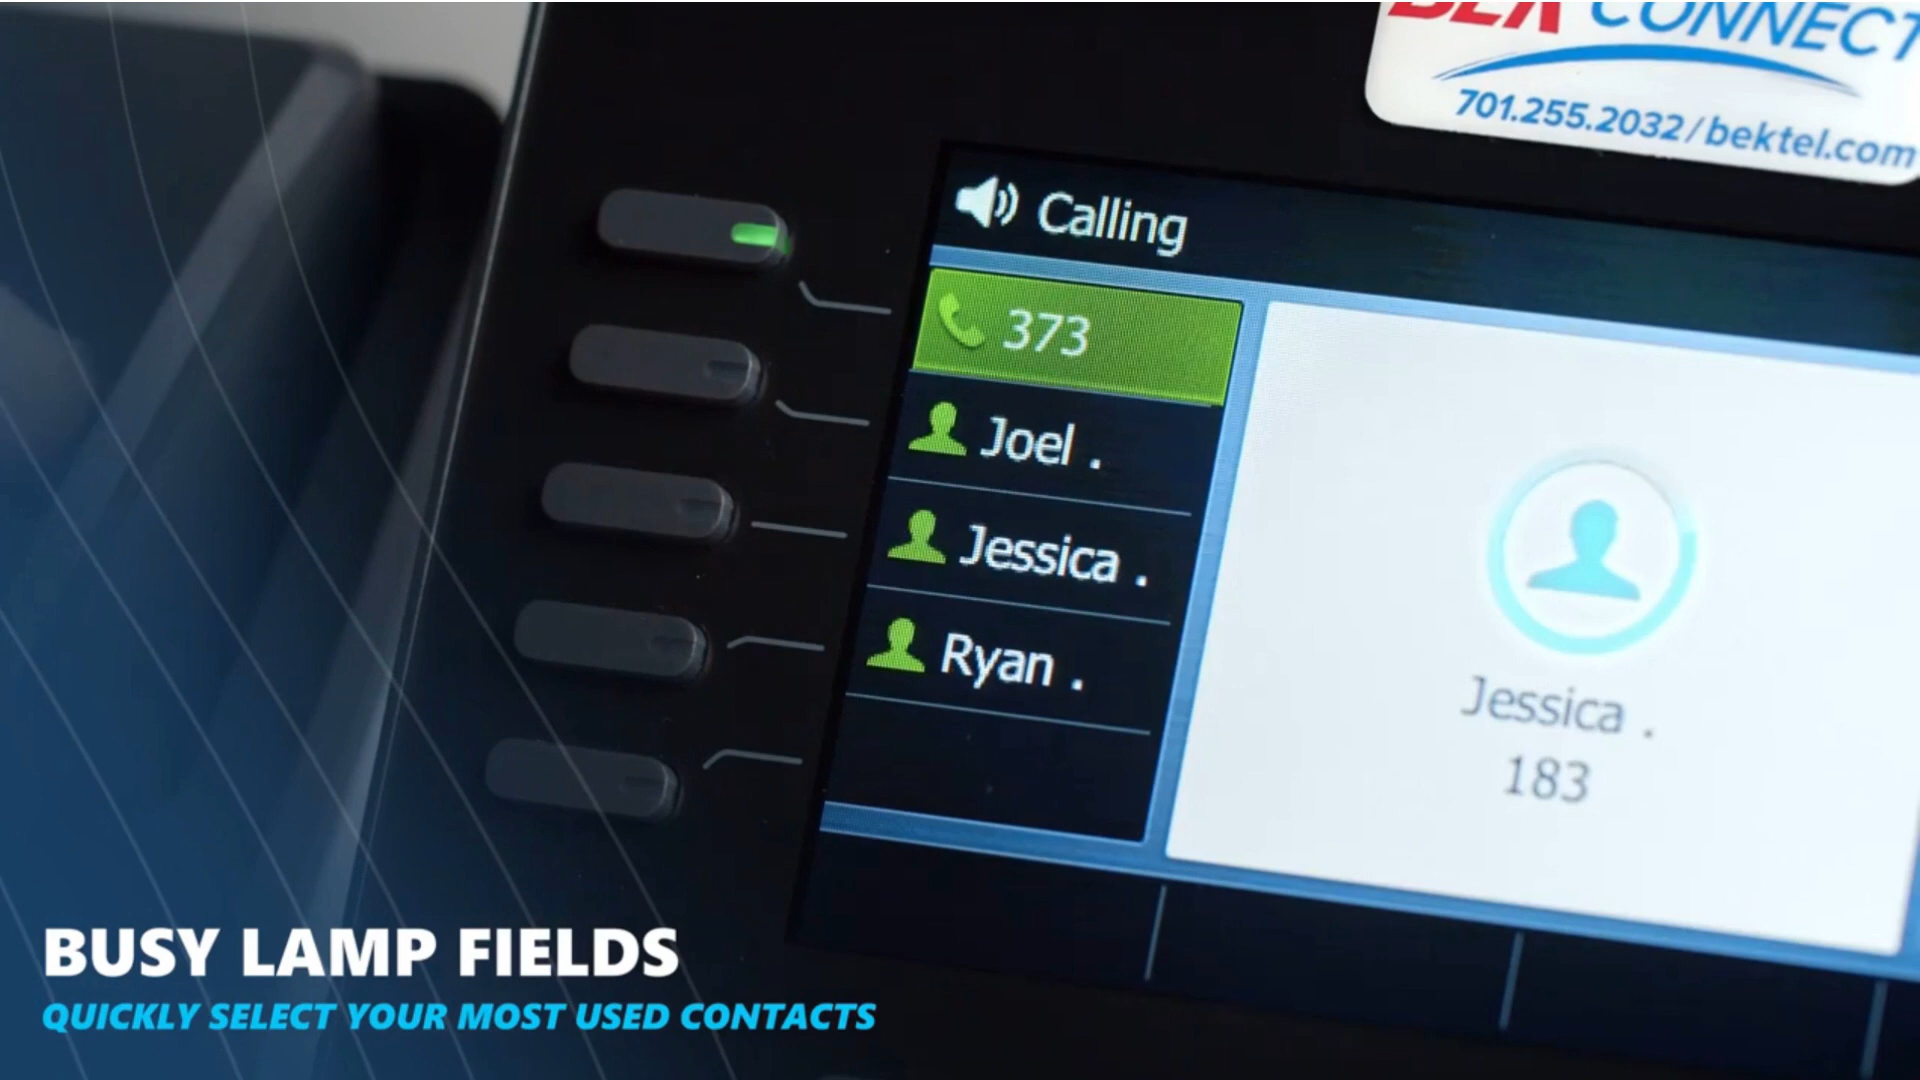 BEK CONNECT
701.255.2032/bektel.com
Calling
373
Joel .
Jessica .
Ryan .
Jessica .
183
BUSY LAMP FIELDS
QUICKLY SELECT YOUR MOST USED CONTACTS